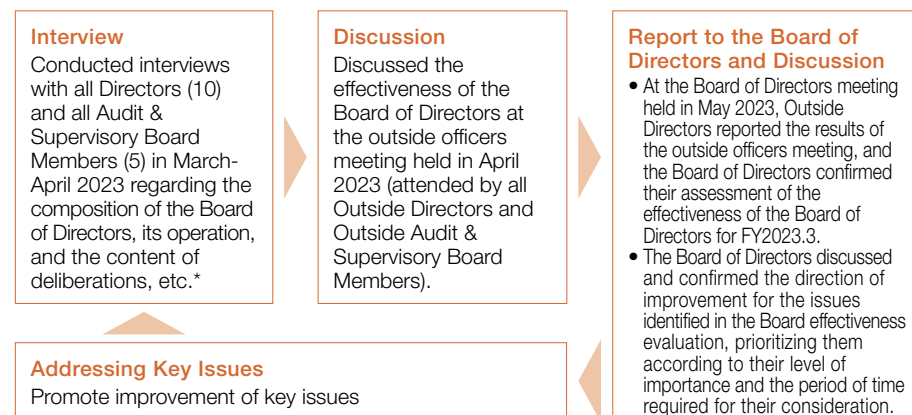 Interview
Conducted interviews
with all Directors (10)
and all Audit &
Supervisory Board
Members (5) in March-
April 2023 regarding the
composition of the Board
of Directors, its operation,
and the content of
deliberations, etc.*
Discussion
Discussed the
effectiveness of the
Board of Directors at
the outside officers
meeting held in April
2023 (attended by all
Outside Directors and
Outside Audit &
Supervisory Board
Members).
Report to the Board of
Directors and Discussion
• At the Board of Directors meeting
held in May 2023, Outside
Directors reported the results of
the outside officers meeting, and
the Board of Directors confirmed
their assessment of the
effectiveness of the Board of
Directors for FY2023.3.
• The Board of Directors discussed
and confirmed the direction of
improvement for the issues
identified in the Board effectiveness
evaluation, prioritizing them
according to their level of
importance and the period of time
required for their consideration.
Addressing Key Issues
Promote improvement of key issues